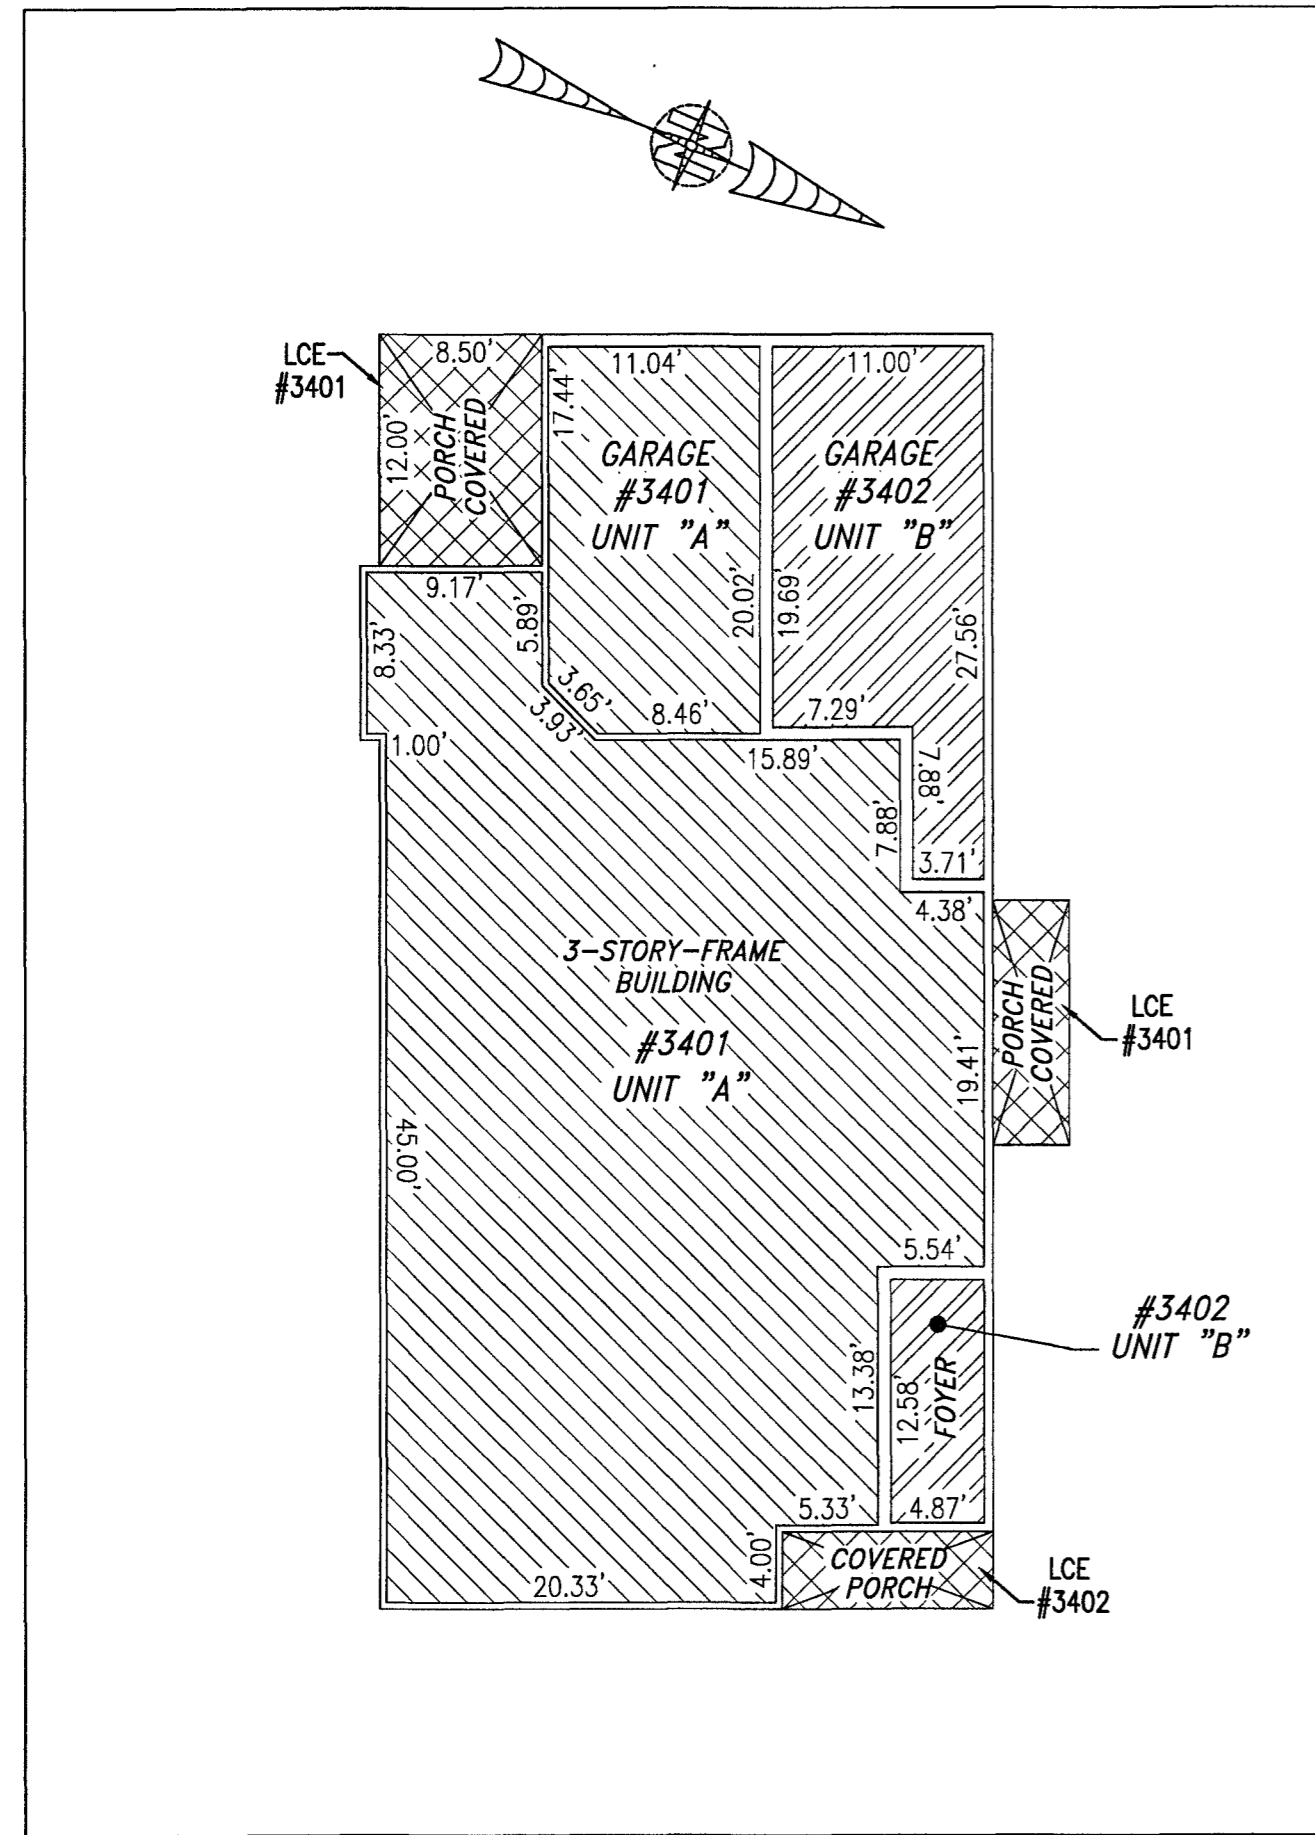 N
LCE
#3401
8.50'
12.00'
PORCH
COVERED
17.44'
11.04'
GARAGE
#3401
UNIT "A"
20.02'
11.00'
GARAGE
#3402
UNIT "B"
19.69'
27.56'
9.17'
5.89'
8.33'
3.65'
3.93'
8.46'
7.29'
1.00'
15.89'
7.88'
7.88'
3.71'
4.38'
3-STORY-FRAME
BUILDING
#3401
UNIT "A"
19.41'
PORCH
COVERED
LCE
#3401
45.00'
5.54'
#3402
UNIT "B"
13.38'
12.58'
FOYER
5.33'
4.87'
4.00'
COVERED
PORCH
LCE
#3402
20.33'